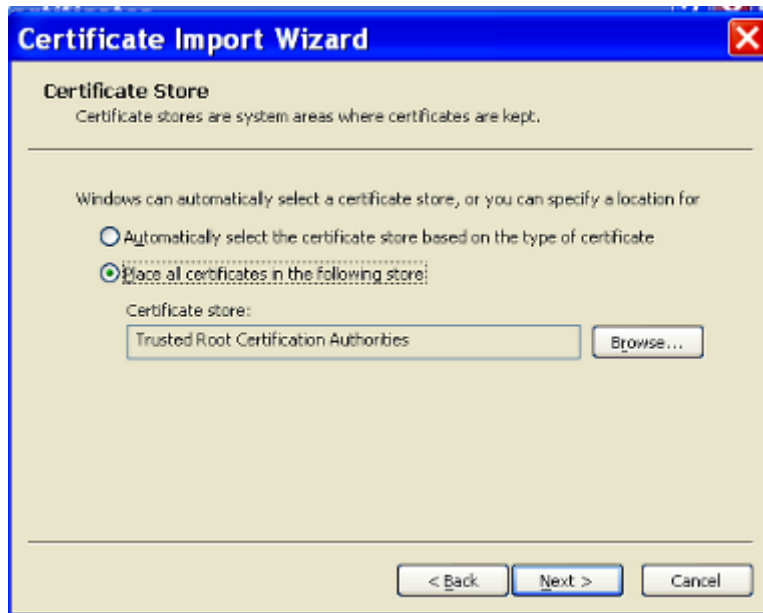 Certificate Import Wizard
Certificate Store
Certificate stores are system areas where certificates are kept.
Windows can automatically select a certificate store, or you can specify a location for
Automatically select the certificate store based on the type of certificate
Place all certificates in the following store
Certificate store:
Trusted Root Certification Authorities
Browse...
< Back
Next >
Cancel